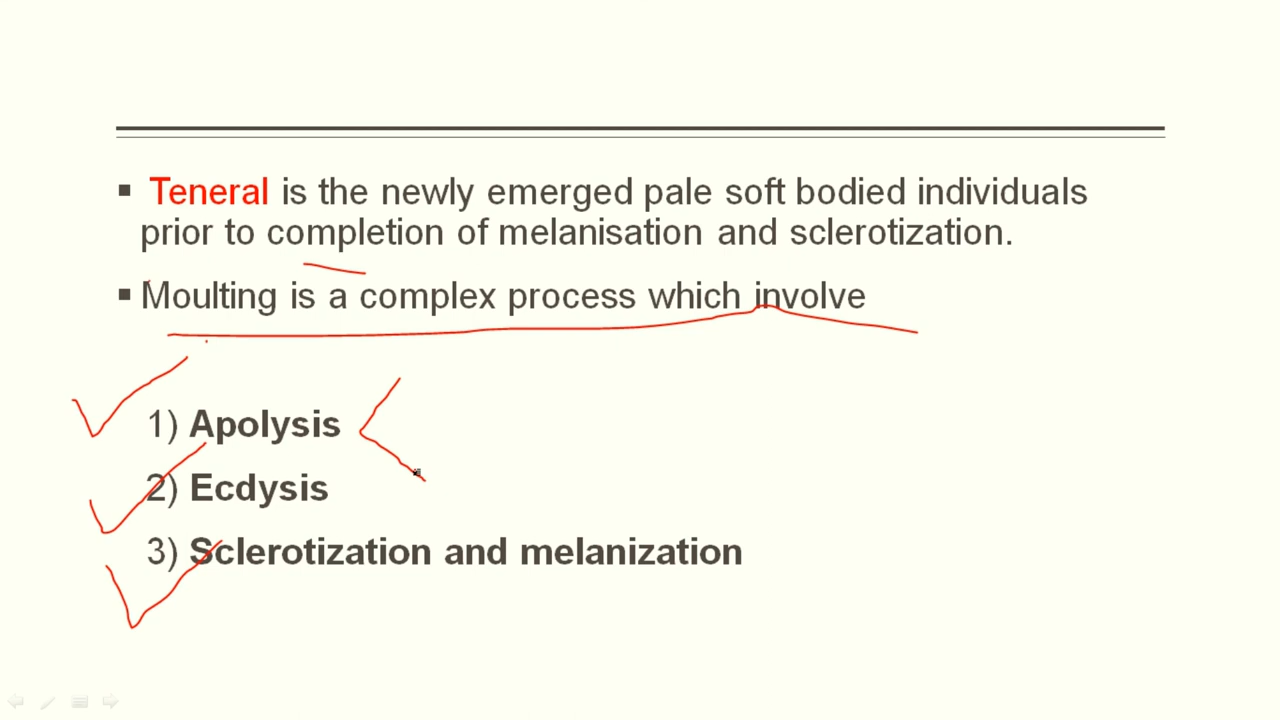 Teneral is the newly emerged pale soft bodied individuals
prior to completion of melanisation and sclerotization.
Moulting is a complex process which involve
1) Apolysis
2) Ecdysis
3) Sclerotization and melanization